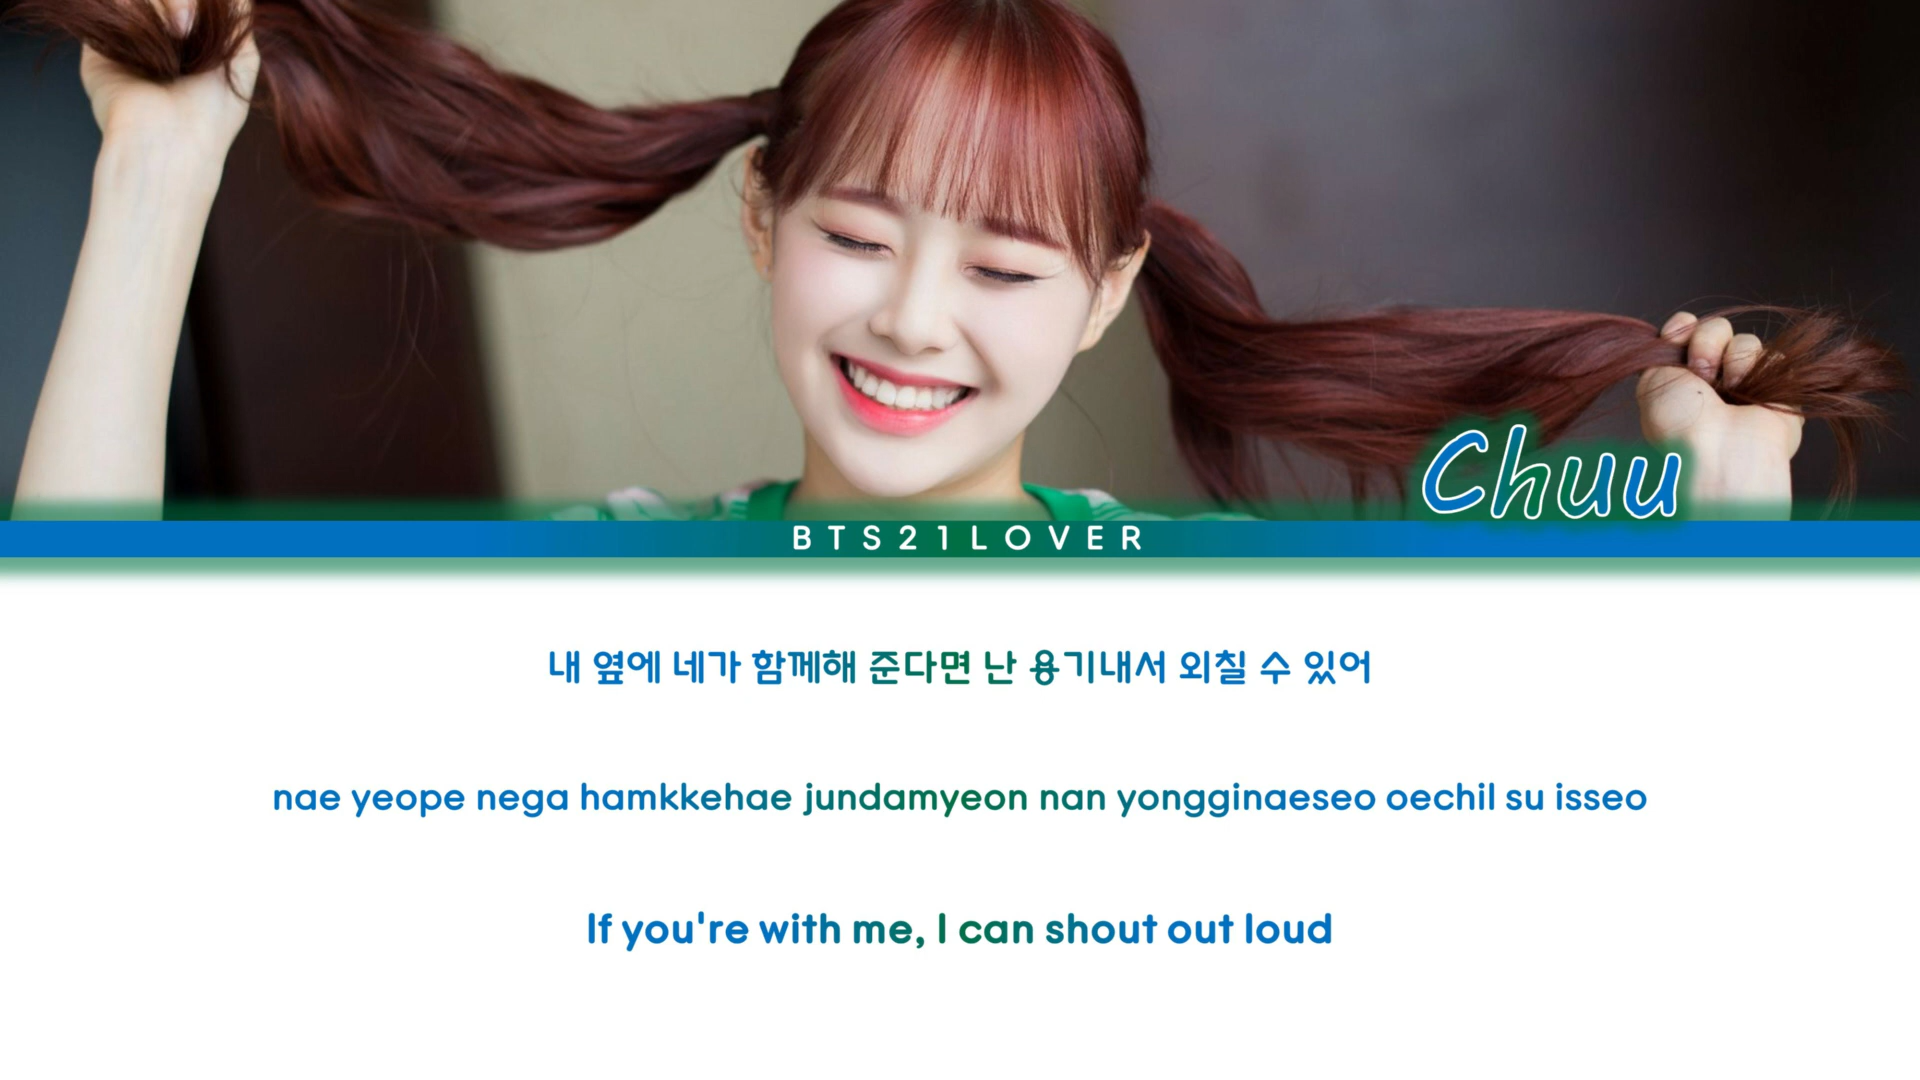 Chuu
BTS21LOVER
내 옆에 네가 함께해 준다면 난 용기내서 외칠 수 있어
nae yeope nega hamkkehae jundamyeon nan yongginaeseo oechil su isseo
If you're with me, I can shout out loud